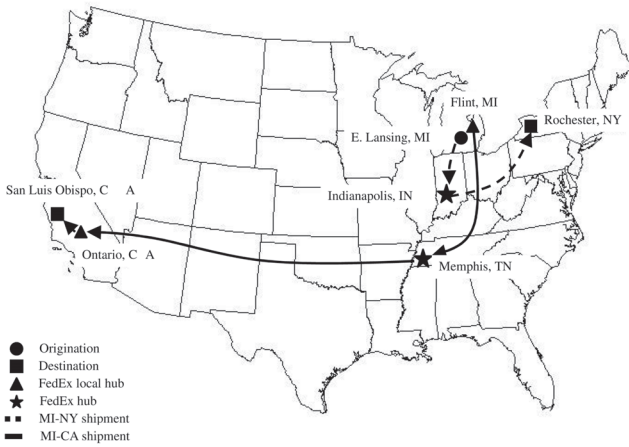 Flint, MI
Rochester, NY
E. Lansing, MI
San Luis Obispo, C A
Indianapolis, IN
Ontario, C A
Memphis, TN
Origination
Destination
FedEx local hub
FedEx hub
MI-NY shipment
MI-CA shipment